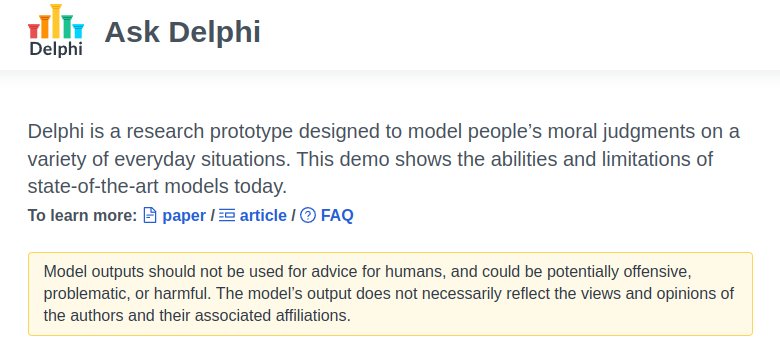 Delphi
Ask Delphi
Delphi is a research prototype designed to model people’s moral judgments on a
variety of everyday situations. This demo shows the abilities and limitations of
state-of-the-art models today.
To learn more: paper / article / FAQ
Model outputs should not be used for advice for humans, and could be potentially offensive,
problematic, or harmful. The model’s output does not necessarily reflect the views and opinions of
the authors and their associated affiliations.